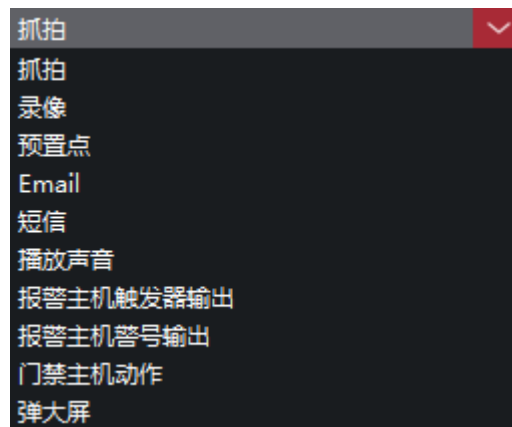 抓拍
抓拍
录像
预置点
Email
短信
播放声音
报警主机触发器输出
报警主机警号输出
门禁主机动作
弹大屏